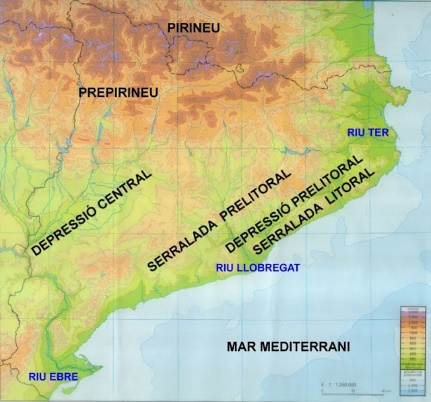 PIRINEU
PREPIRINEU
RIU TER
DEPRESSIÓ CENTRAL
SERRALADA PRELITORAL
DEPRESSIÓ PRELITORAL
SERRALADA LITORAL
RIU LLOBREGAT
MAR MEDITERRANI
RIU EBRE